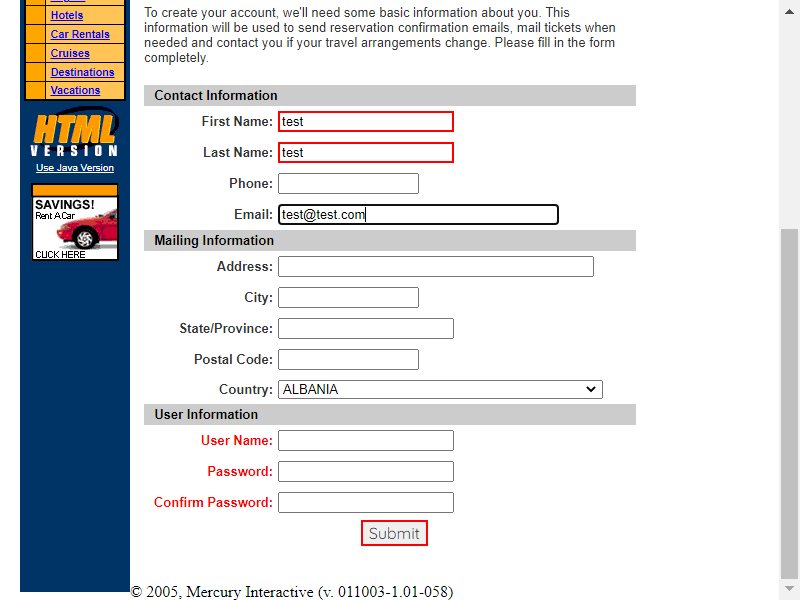 Hotels
Car Rentals
Cruises
Destinations
Vacations
HTML
VERSION
Use Java Version
SAVINGS!
Rent A Car
CLICK HERE
To create your account, we'll need some basic information about you. This
information will be used to send reservation confirmation emails, mail tickets when
needed and contact you if your travel arrangements change. Please fill in the form
completely.
Contact Information
First Name: test
Last Name: test
Phone:
Email: test@test.com
Mailing Information
Address:
City:
State/Province:
Postal Code:
Country: ALBANIA
User Information
User Name:
Password:
Confirm Password:
Submit
© 2005, Mercury Interactive (v. 011003-1.01-058)